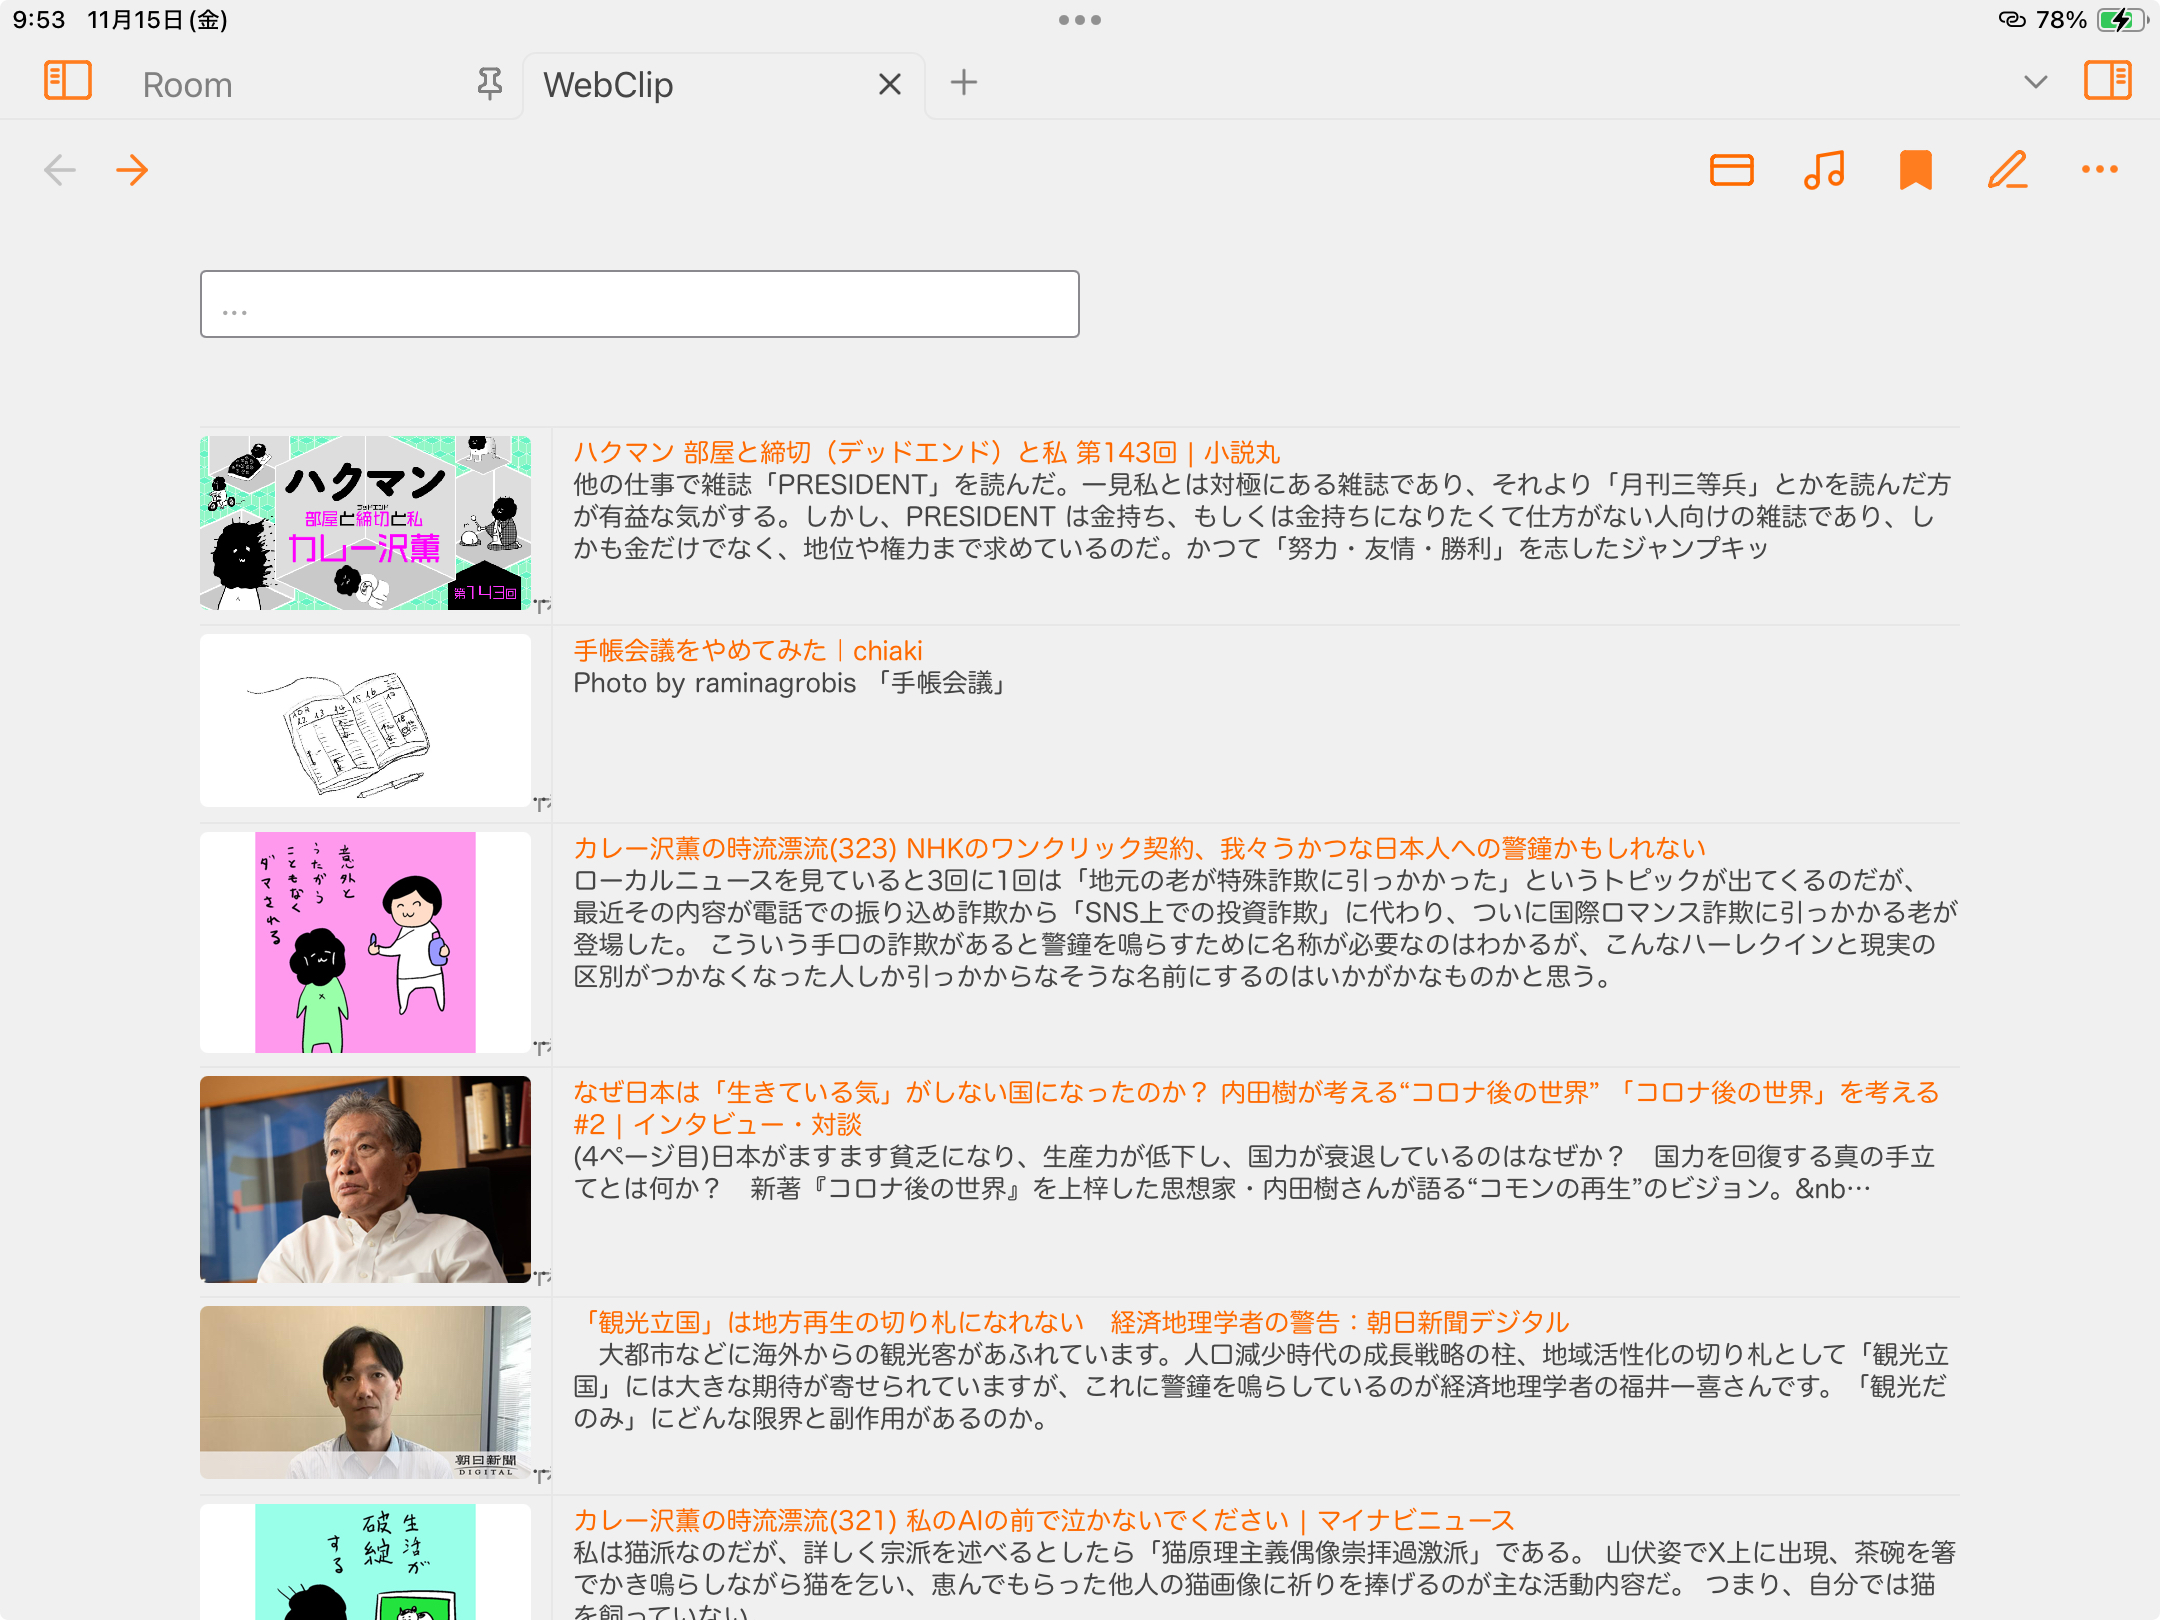 9:53 11月15日(金)
78%
Room
WebClip
...
ハクマン
部屋と締切と私
カレー沢薫
第143回
ハクマン 部屋と締切（デッドエンド）と私 第143回 | 小説丸
他の仕事で雑誌「PRESIDENT」を読んだ。一見私とは対極にある雑誌であり、それより「月刊三等兵」とかを読んだ方
が有益な気がする。しかし、PRESIDENT は金持ち、もしくは金持ちになりたくて仕方がない人向けの雑誌であり、し
かも金だけでなく、地位や権力まで求めているのだ。かつて「努力・友情・勝利」を志したジャンプキッ
手帳会議をやめてみた｜chiaki
Photo by raminagrobis 「手帳会議」
意外と
うたがう
こともなく
ダマされる
カレー沢薫の時流漂流(323) NHKのワンクリック契約、我々うかつな日本人への警鐘かもしれない
ローカルニュースを見ていると3回に1回は「地元の老が特殊詐欺に引っかかった」というトピックが出てくるのだが、
最近その内容が電話での振り込め詐欺から「SNS上での投資詐欺」に代わり、ついに国際ロマンス詐欺に引っかかる老が
登場した。 こういう手口の詐欺があると警鐘を鳴らすために名称が必要なのはわかるが、こんなハーレクインと現実の
区別がつかなくなった人しか引っかからなそうな名前にするのはいかがかなものかと思う。
なぜ日本は「生きている気」がしない国になったのか？ 内田樹が考える“コロナ後の世界” 「コロナ後の世界」を考える
#2 | インタビュー・対談
(4ページ目)日本がますます貧乏になり、生産力が低下し、国力が衰退しているのはなぜか？　国力を回復する真の手立
てとは何か？　新著『コロナ後の世界』を上梓した思想家・内田樹さんが語る“コモンの再生”のビジョン。&nb…
朝日新聞
DIGITAL
「観光立国」は地方再生の切り札になれない　経済地理学者の警告：朝日新聞デジタル
　大都市などに海外からの観光客があふれています。人口減少時代の成長戦略の柱、地域活性化の切り札として「観光立
国」には大きな期待が寄せられていますが、これに警鐘を鳴らしているのが経済地理学者の福井一喜さんです。「観光だ
のみ」にどんな限界と副作用があるのか。
生活が
破綻
する
カレー沢薫の時流漂流(321) 私のAIの前で泣かないでください | マイナビニュース
私は猫派なのだが、詳しく宗派を述べるとしたら「猫原理主義偶像崇拝過激派」である。 山伏姿でX上に出現、茶碗を箸
でかき鳴らしながら猫を乞い、恵んでもらった他人の猫画像に祈りを捧げるのが主な活動内容だ。 つまり、自分では猫
を飼っていない